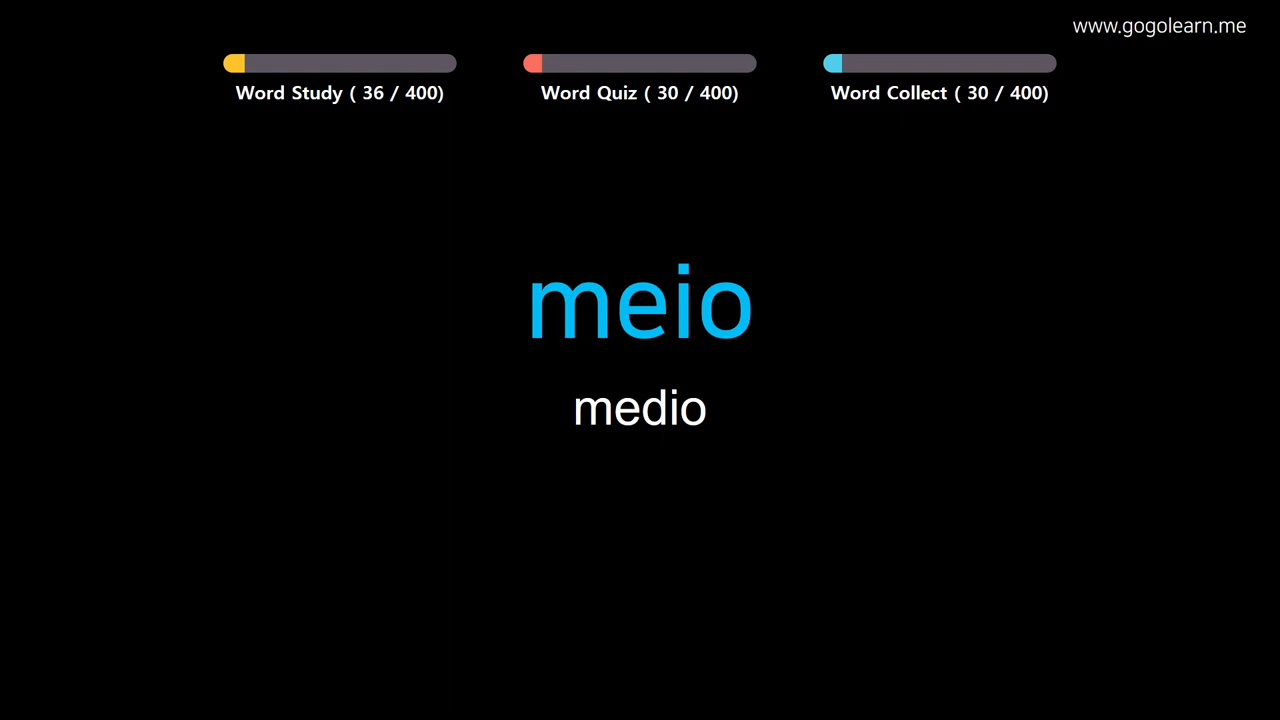 www.gogolearn.me
Word Study ( 36 / 400)
Word Quiz ( 30 / 400)
Word Collect ( 30 / 400)
meio
medio